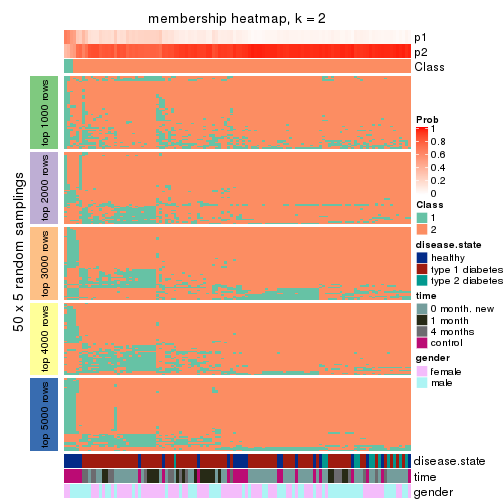 membership heatmap, k = 2
p1
p2
Class
50 x 5 random samplings
top 1000 rows
top 2000 rows
top 3000 rows
top 4000 rows
top 5000 rows
Prob
1
0.8
0.6
0.4
0.2
0
Class
1
2
disease.state
healthy
type 1 diabetes
type 2 diabetes
time
0 month. new
1 month
4 months
control
gender
female
male
disease.state
time
gender